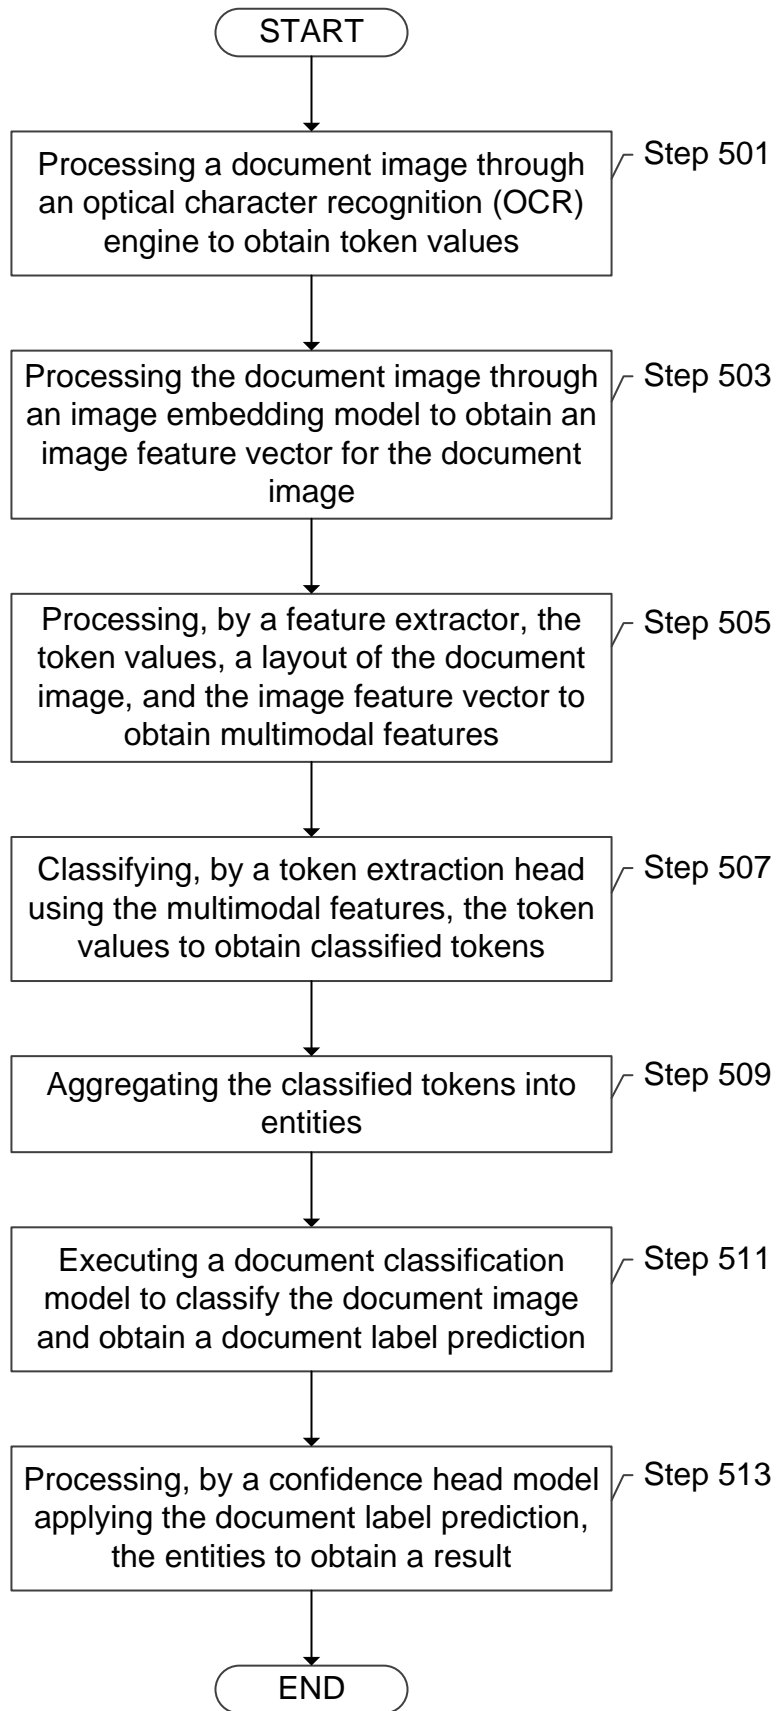 START
Processing a document image through
an optical character recognition (OCR)
engine to obtain token values
Step 501
Processing the document image through
an image embedding model to obtain an
image feature vector for the document
image
Step 503
Processing, by a feature extractor, the
token values, a layout of the document
image, and the image feature vector to
obtain multimodal features
Step 505
Classifying, by a token extraction head
using the multimodal features, the token
values to obtain classified tokens
Step 507
Aggregating the classified tokens into
entities
Step 509
Executing a document classification
model to classify the document image
and obtain a document label prediction
Step 511
Processing, by a confidence head model
applying the document label prediction,
the entities to obtain a result
Step 513
END